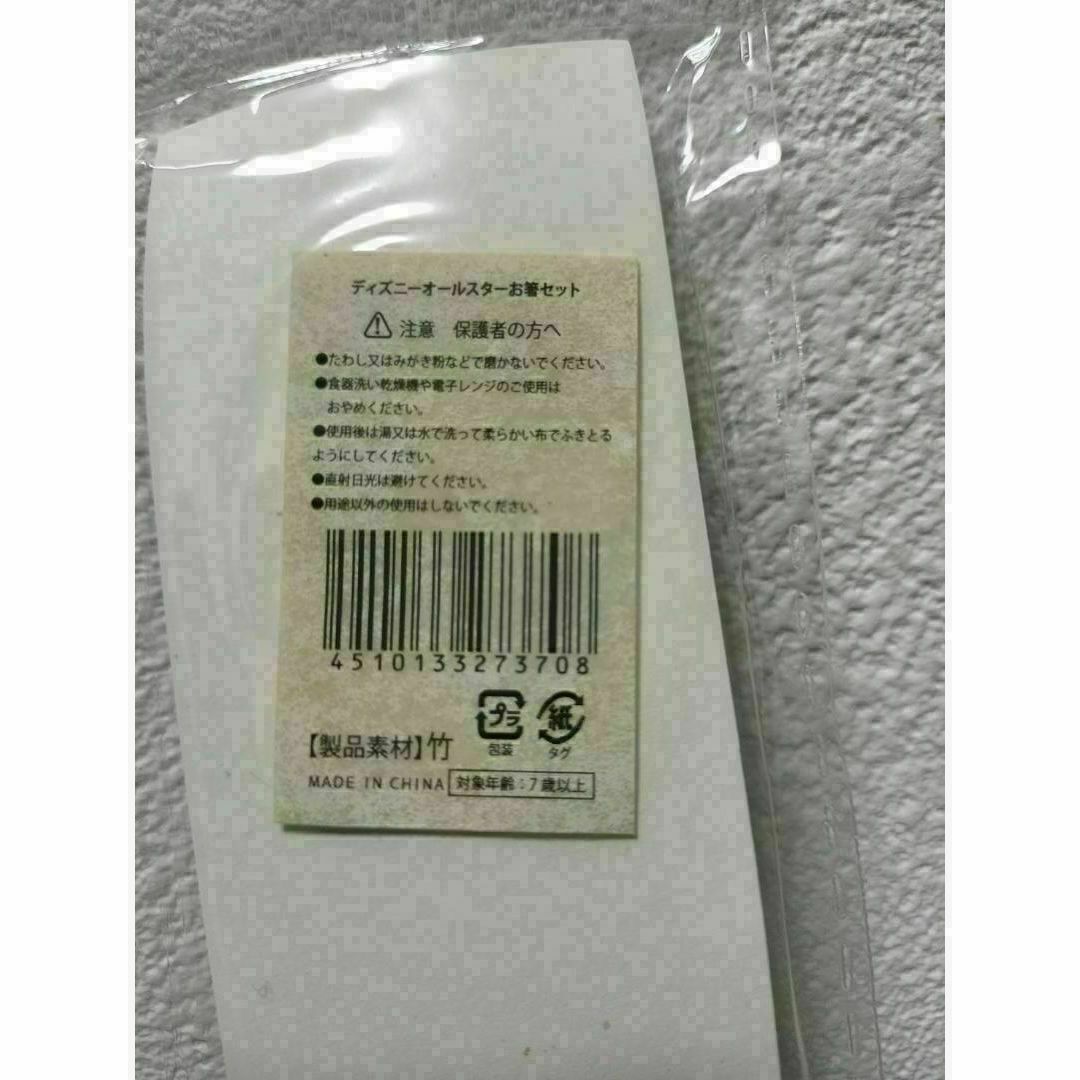 ディズニーオールスターお箸セット
注意 保護者の方へ
●たわし又はみがき粉などで磨かないでください。
●食器洗い乾燥機や電子レンジのご使用は
おやめください。
●使用後は湯又は水で洗って柔らかい布でふきとる
ようにしてください。
●直射日光は避けてください。
●用途以外の使用はしないでください。
4510133273708
プラ 紙
包装 タグ
【製品素材】竹
MADE IN CHINA 対象年齢：7歳以上